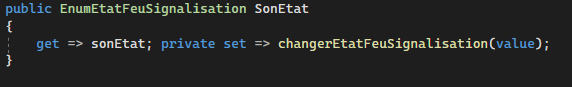 public EnumEtatFeuSignalisation SonEtat
{
get => sonEtat; private set => changerEtatFeuSignalisation(value);
}